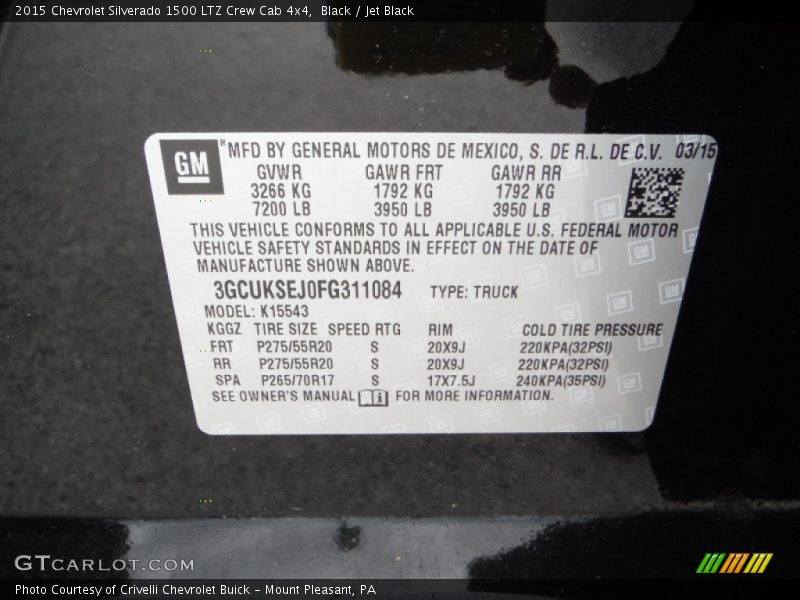 2015 Chevrolet Silverado 1500 LTZ Crew Cab 4x4, Black / Jet Black
GM
® MFD BY GENERAL MOTORS DE MEXICO, S. DE R.L. DE C.V. 03/15
GVWR GAWR FRT GAWR RR
3266 KG 1792 KG 1792 KG
7200 LB 3950 LB 3950 LB
THIS VEHICLE CONFORMS TO ALL APPLICABLE U.S. FEDERAL MOTOR
VEHICLE SAFETY STANDARDS IN EFFECT ON THE DATE OF
MANUFACTURE SHOWN ABOVE.
3GCUKSEJ0FG311084 TYPE: TRUCK
MODEL: K15543
KGGZ TIRE SIZE SPEED RTG RIM COLD TIRE PRESSURE
FRT P275/55R20 S 20X9J 220KPA(32PSI)
RR P275/55R20 S 20X9J 220KPA(32PSI)
SPA P265/70R17 S 17X7.5J 240KPA(35PSI)
SEE OWNER'S MANUAL FOR MORE INFORMATION.
GTCARLOT.COM
Photo Courtesy of Crivelli Chevrolet Buick - Mount Pleasant, PA